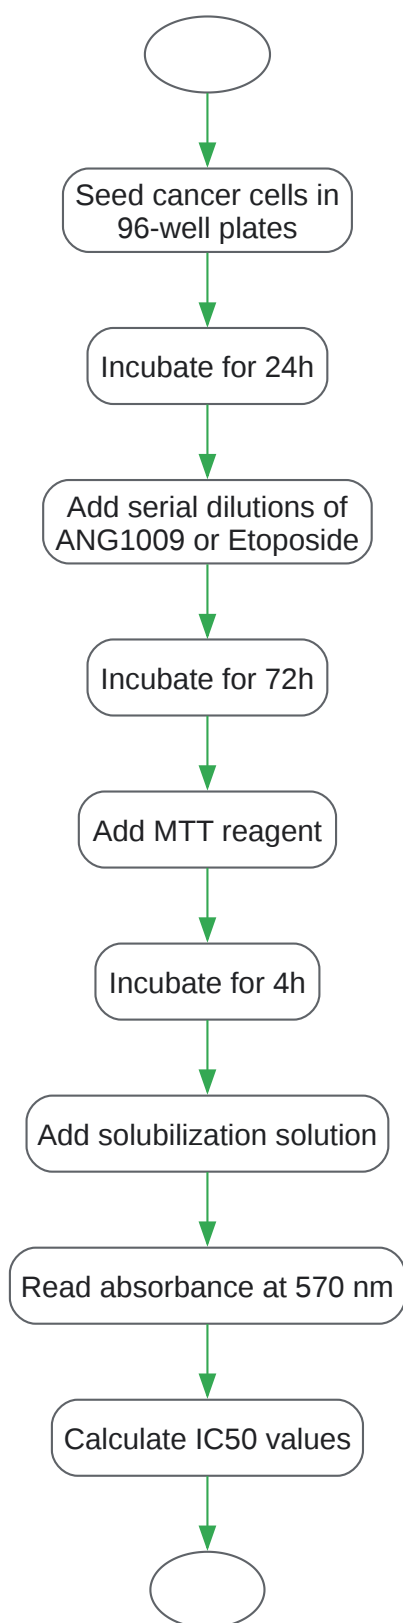 Seed cancer cells in
96-well plates
Incubate for 24h
Add serial dilutions of
ANG1009 or Etoposide
Incubate for 72h
Add MTT reagent
Incubate for 4h
Add solubilization solution
Read absorbance at 570 nm
Calculate IC50 values